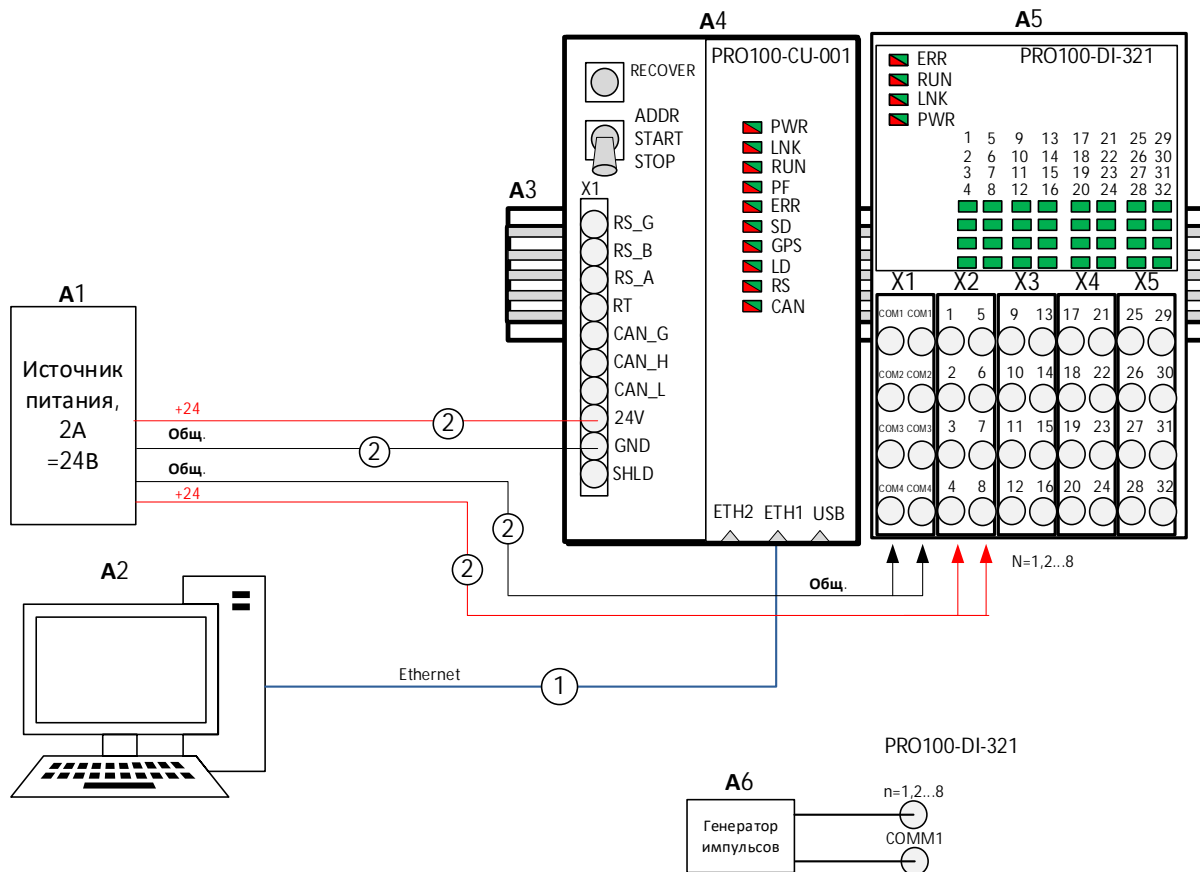 A4
A5
PRO100-CU-001
RECOVER
ADDR
START
STOP
PWR
LNK
RUN
PF
ERR
SD
GPS
LD
RS
CAN
A3
X1
RS_G
RS_B
RS_A
RT
CAN_G
CAN_H
CAN_L
24V
GND
SHLD
ETH2 ETH1 USB
PRO100-DI-321
ERR
RUN
LNK
PWR
1 5 9 13 17 21 25 29
2 6 10 14 18 22 26 30
3 7 11 15 19 23 27 31
4 8 12 16 20 24 28 32
X1 X2 X3 X4 X5
COM1 COM1 1 5 9 13 17 21 25 29
COM2 COM2 2 6 10 14 18 22 26 30
COM3 COM3 3 7 11 15 19 23 27 31
COM4 COM4 4 8 12 16 20 24 28 32
N=1,2...8
A1
Источник
питания,
2А
=24В
+24
2
Общ.
2
Общ.
+24
2
2
Общ.
A2
Ethernet
1
PRO100-DI-321
A6
Генератор
импульсов
n=1,2...8
COMM1